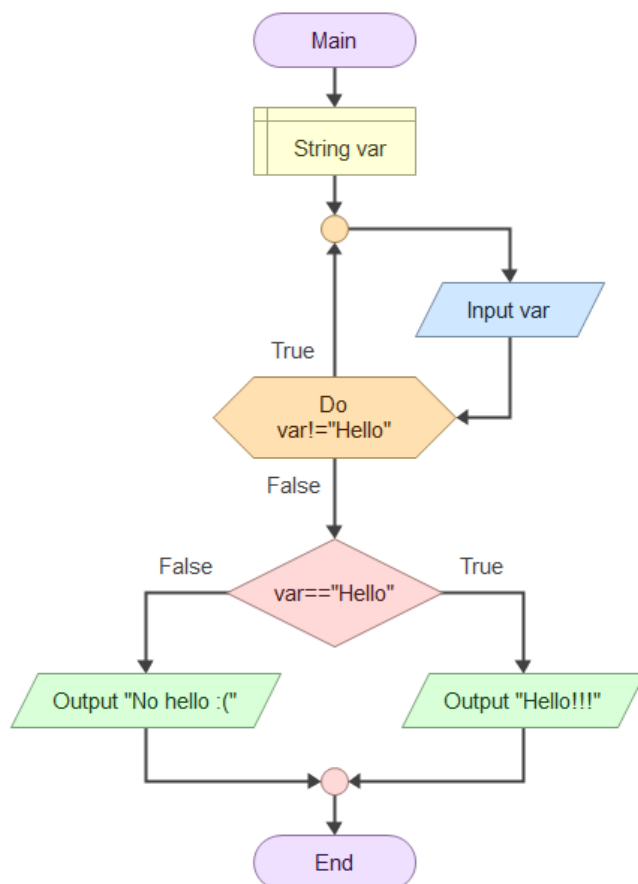 Main
String var
Input var
True
Do
var!="Hello"
False
False
True
var=="Hello"
Output "No hello :("
Output "Hello!!!"
End